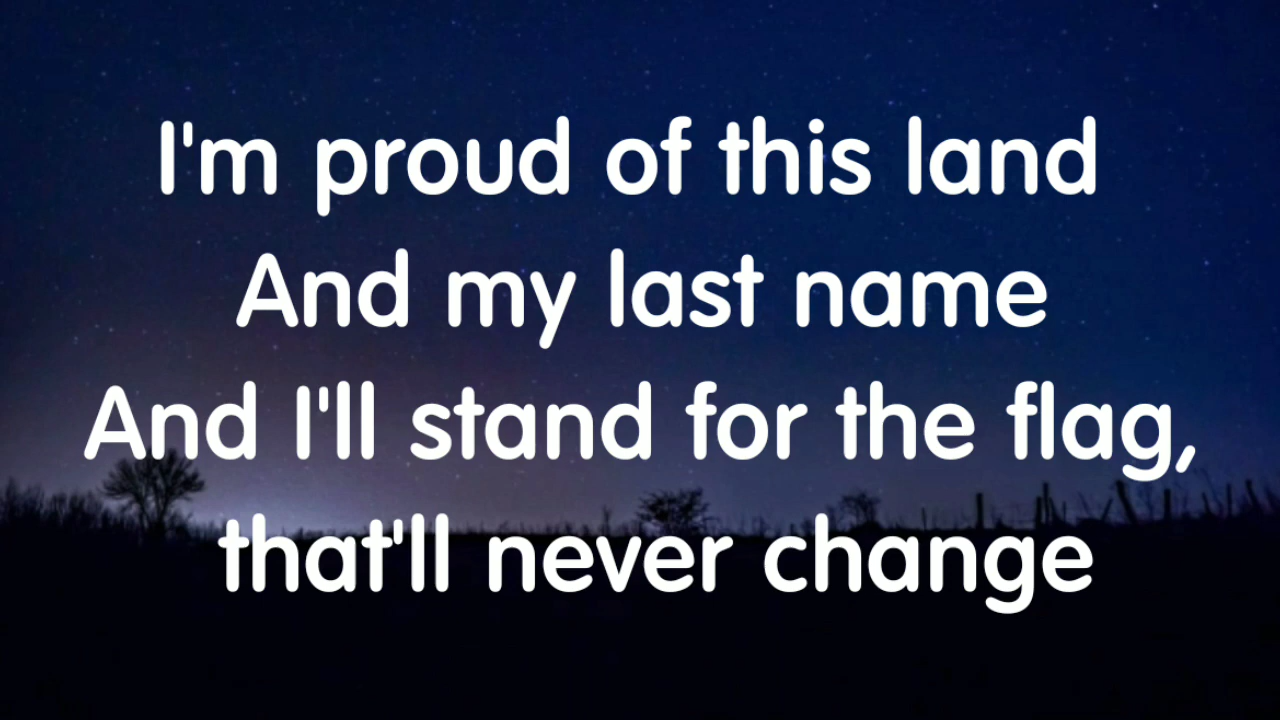 I'm proud of this land
And my last name
And I'll stand for the flag,
that'll never change